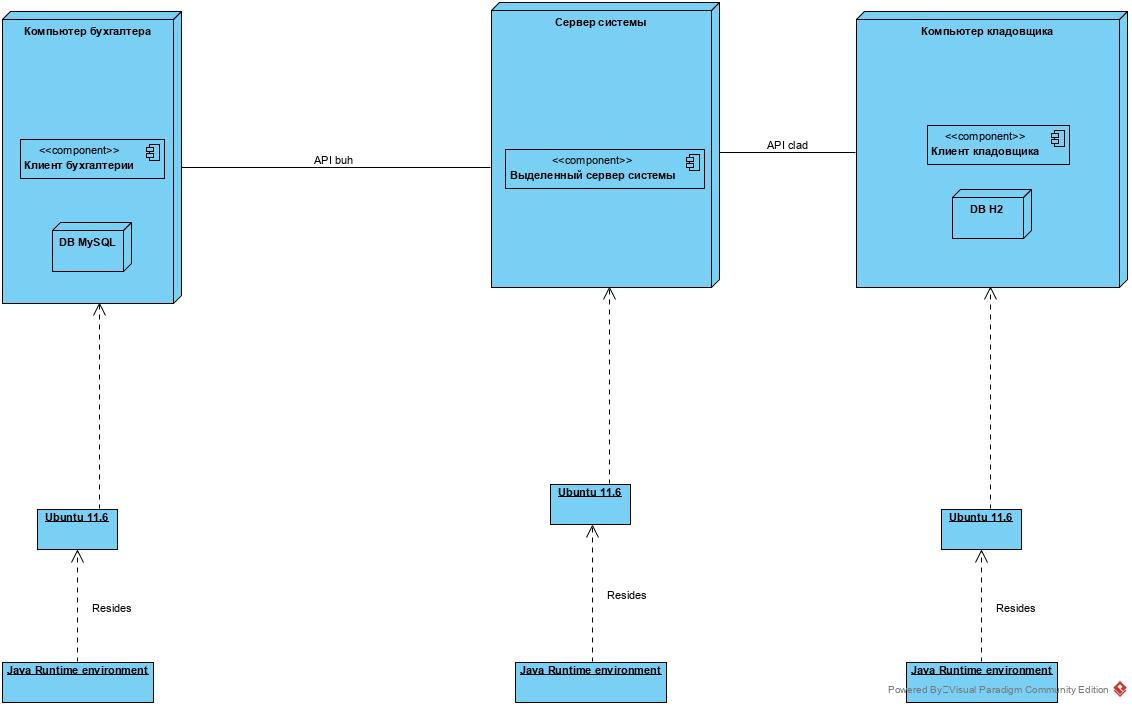 Компьютер бухгалтера
Сервер системы
Компьютер кладовщика
<<component>>
Клиент бухгалтерии
API buh
<<component>>
Выделенный сервер системы
API clad
<<component>>
Клиент кладовщика
DB MySQL
DB H2
Ubuntu 11.6
Ubuntu 11.6
Ubuntu 11.6
Resides
Resides
Resides
Java Runtime environment
Java Runtime environment
Java Runtime environment
Powered By Visual Paradigm Community Edition